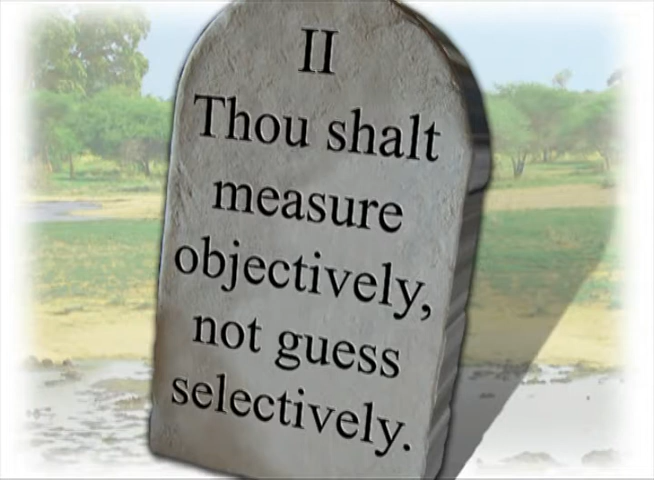 II
Thou shalt
measure
objectively,
not guess
selectively.